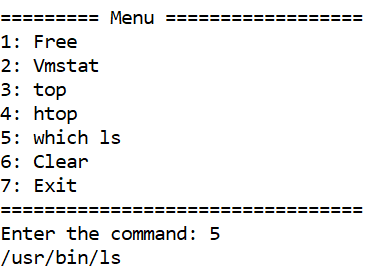 ========= Menu ==================
1: Free
2: Vmstat
3: top
4: htop
5: which ls
6: Clear
7: Exit
=================================
Enter the command: 5
/usr/bin/ls